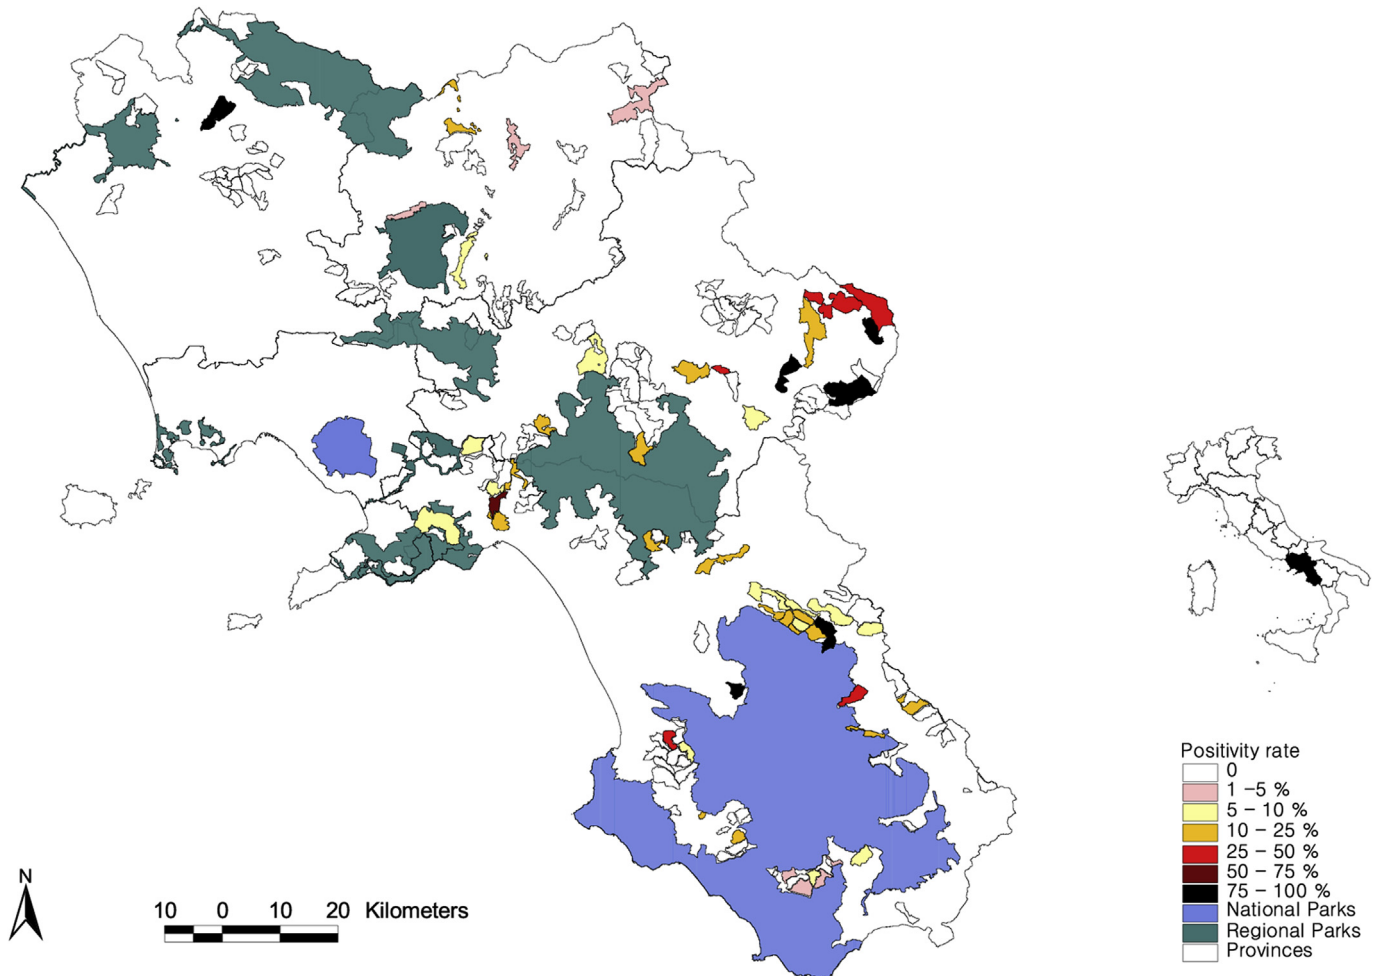 Positivity rate
0
1 –5 %
5 – 10 %
10 – 25 %
25 – 50 %
50 – 75 %
75 – 100 %
National Parks
Regional Parks
Provinces
N
10 0 10 20 Kilometers